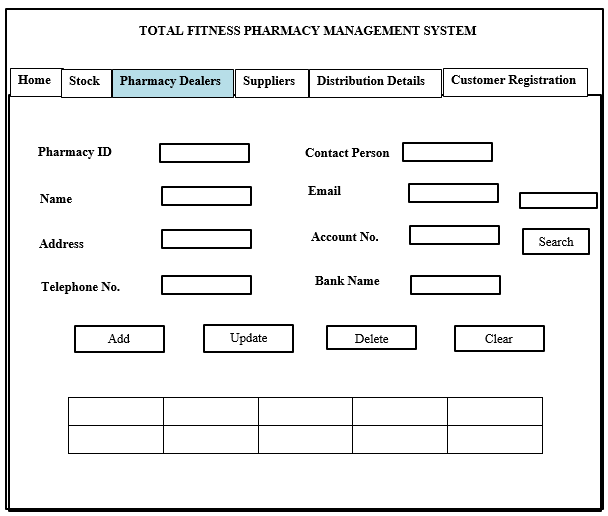 TOTAL FITNESS PHARMACY MANAGEMENT SYSTEM
Home Stock Pharmacy Dealers Suppliers Distribution Details Customer Registration
Pharmacy ID Contact Person
Name Email
Address Account No. Search
Telephone No. Bank Name
Add Update Delete Clear